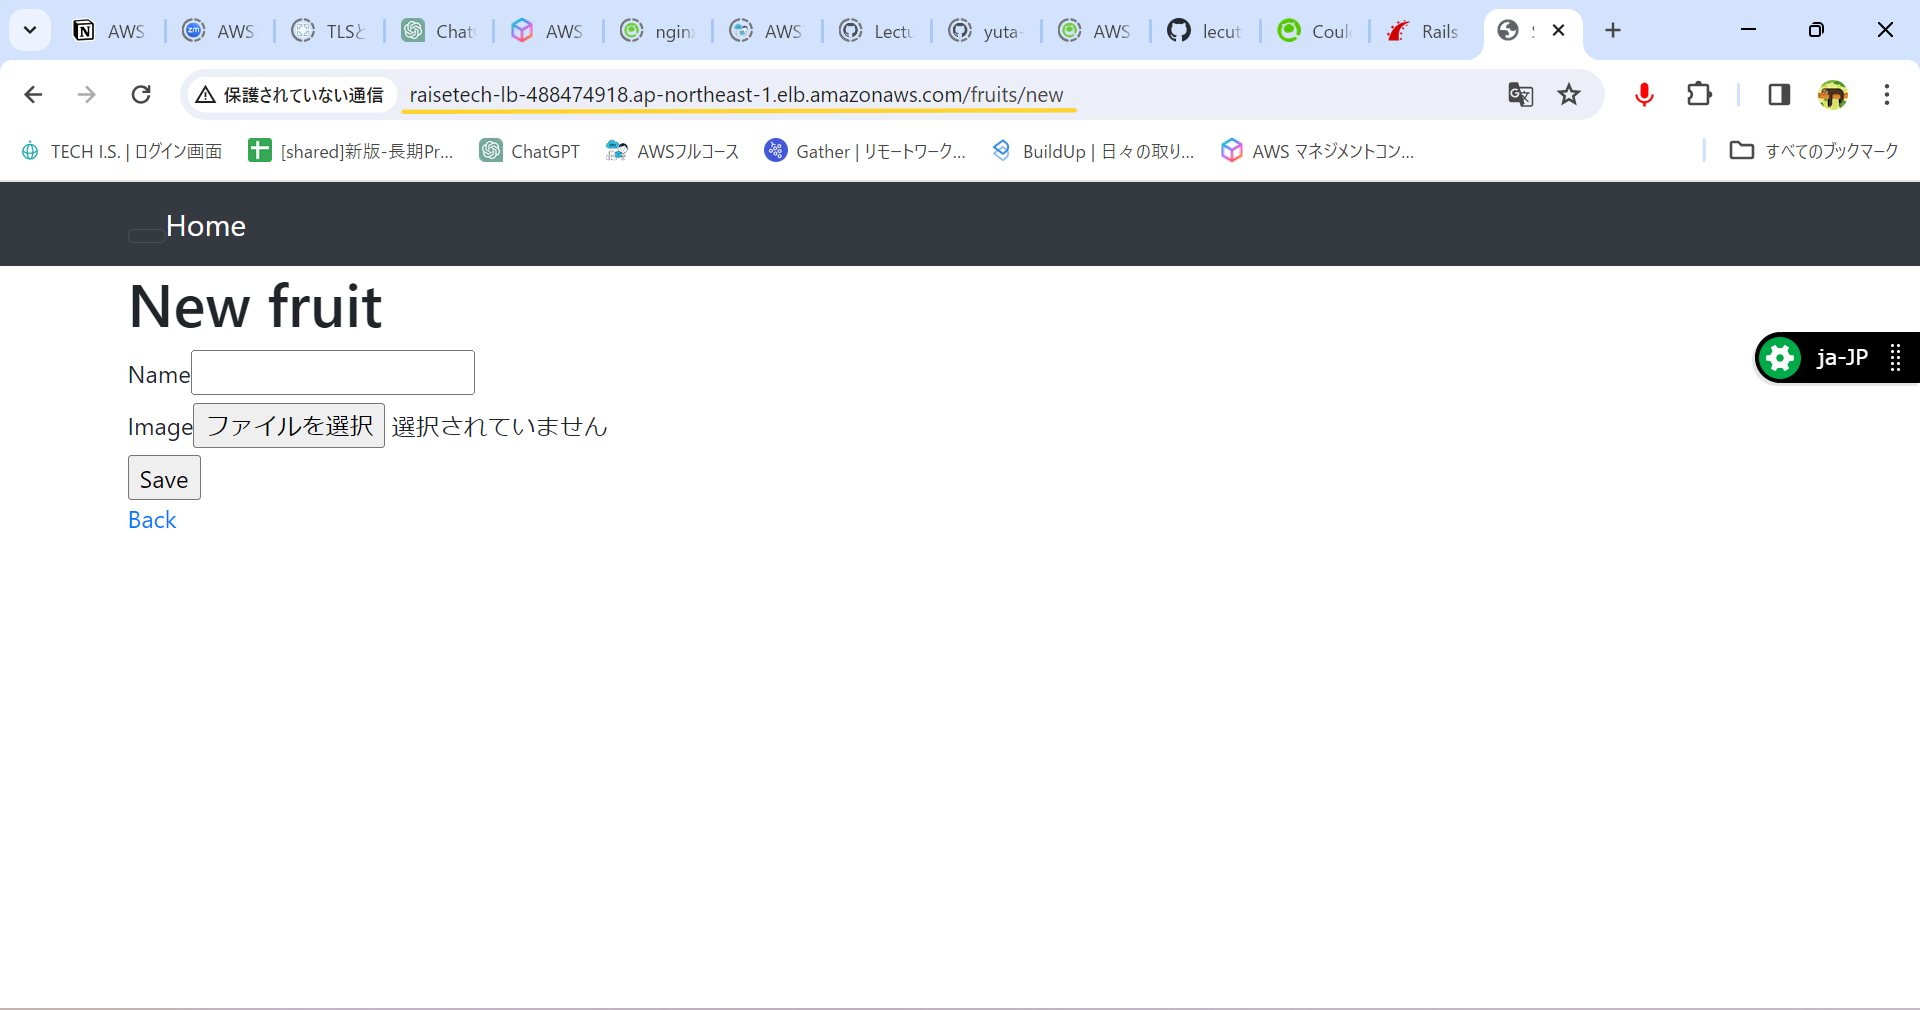 AWS
AWS
TLSと
Chat
AWS
nginx
AWS
Lectu
yuta-
AWS
lecut
Coul
Rails
保護されていない通信 raisetech-lb-488474918.ap-northeast-1.elb.amazonaws.com/fruits/new
TECH I.S. | ログイン画面 [shared]新版-長期Pr... ChatGPT AWSフルコース Gather | リモートワーク... BuildUp | 日々の取り... AWS マネジメントコン... すべてのブックマーク
Home
New fruit
ja-JP
Name
Image ファイルを選択 選択されていません
Save
Back